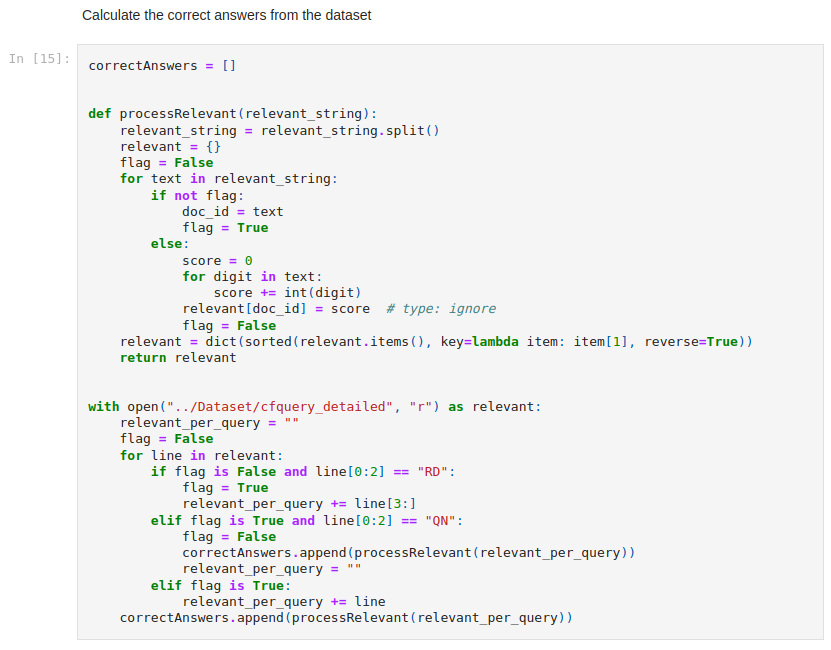 Calculate the correct answers from the dataset
In [15]:
correctAnswers = []
def processRelevant(relevant_string):
    relevant_string = relevant_string.split()
    relevant = {}
    flag = False
    for text in relevant_string:
        if not flag:
            doc_id = text
            flag = True
        else:
            score = 0
            for digit in text:
                score += int(digit)
            relevant[doc_id] = score  # type: ignore
            flag = False
    relevant = dict(sorted(relevant.items(), key=lambda item: item[1], reverse=True))
    return relevant
with open("../Dataset/cfquery_detailed", "r") as relevant:
    relevant_per_query = ""
    flag = False
    for line in relevant:
        if flag is False and line[0:2] == "RD":
            flag = True
            relevant_per_query += line[3:]
        elif flag is True and line[0:2] == "QN":
            flag = False
            correctAnswers.append(processRelevant(relevant_per_query))
            relevant_per_query = ""
        elif flag is True:
            relevant_per_query += line
    correctAnswers.append(processRelevant(relevant_per_query))